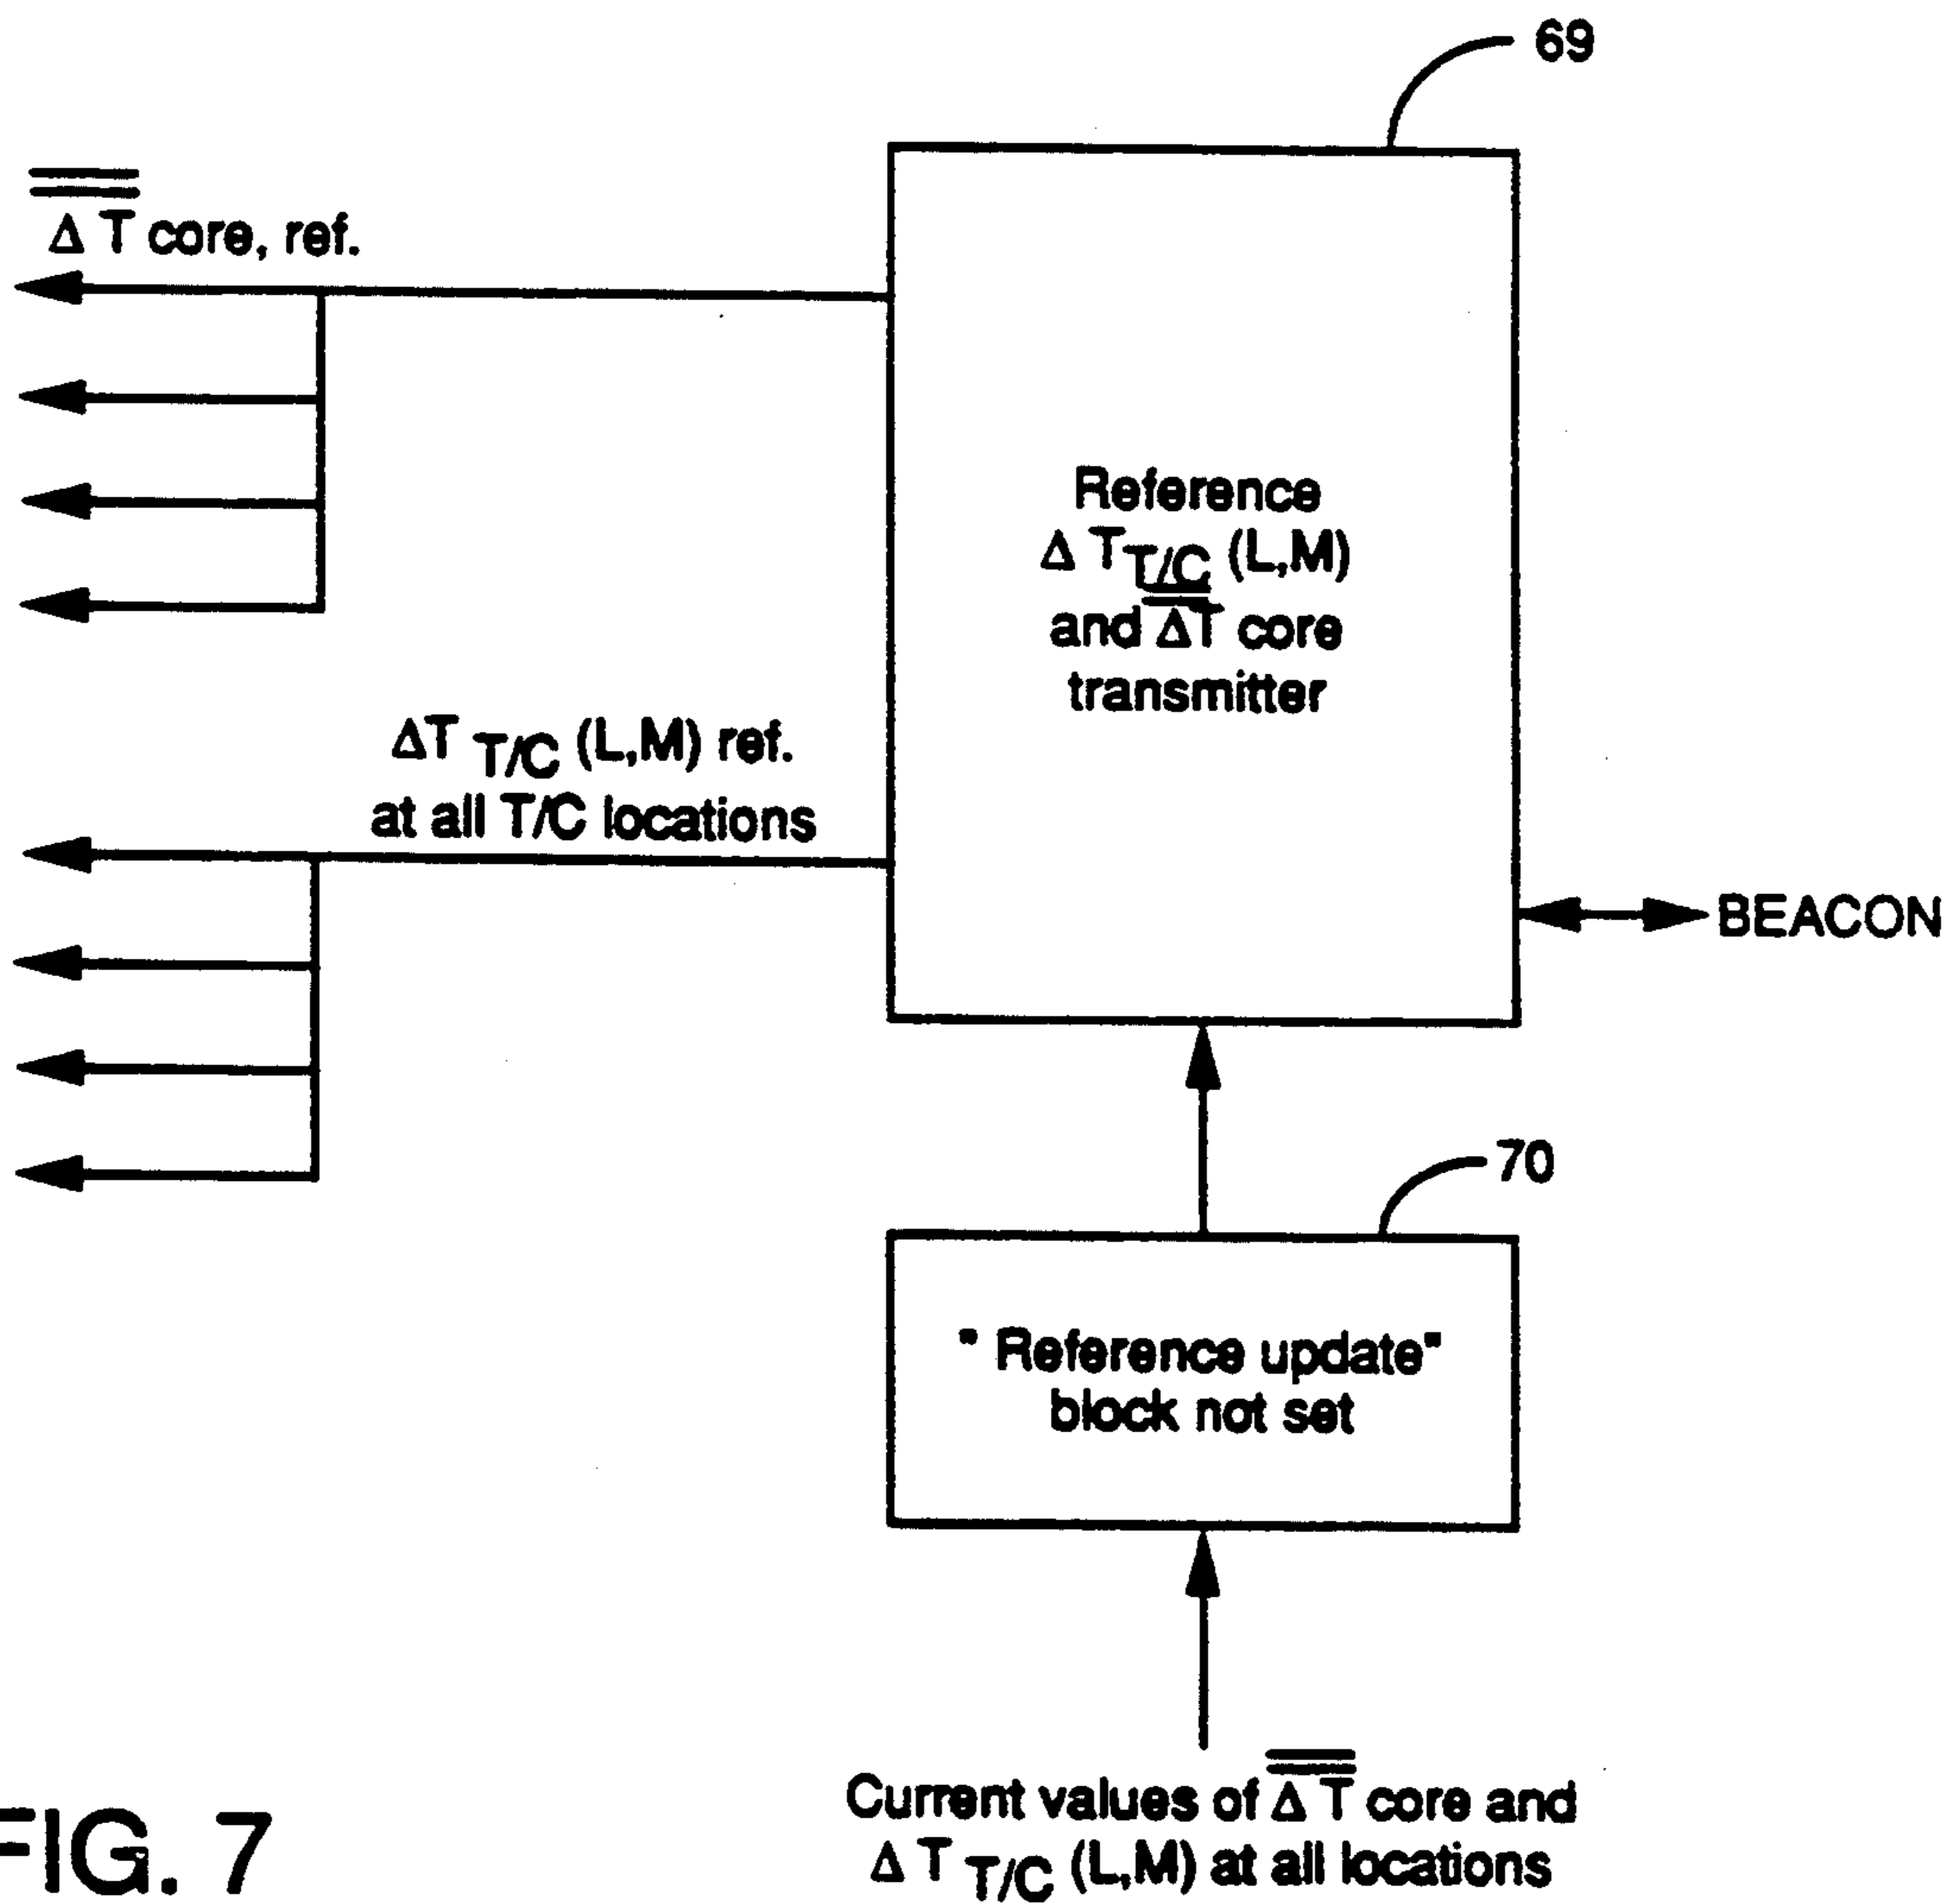 69
ΔT core, ref.
Reference
ΔT T/C (L,M)
and ΔT core
transmitter
ΔT T/C (L,M) ref.
at all T/C locations
BEACON
70
" Reference update"
block not set
Current values of ΔT core and
ΔT T/C (L,M) at all locations
FIG. 7